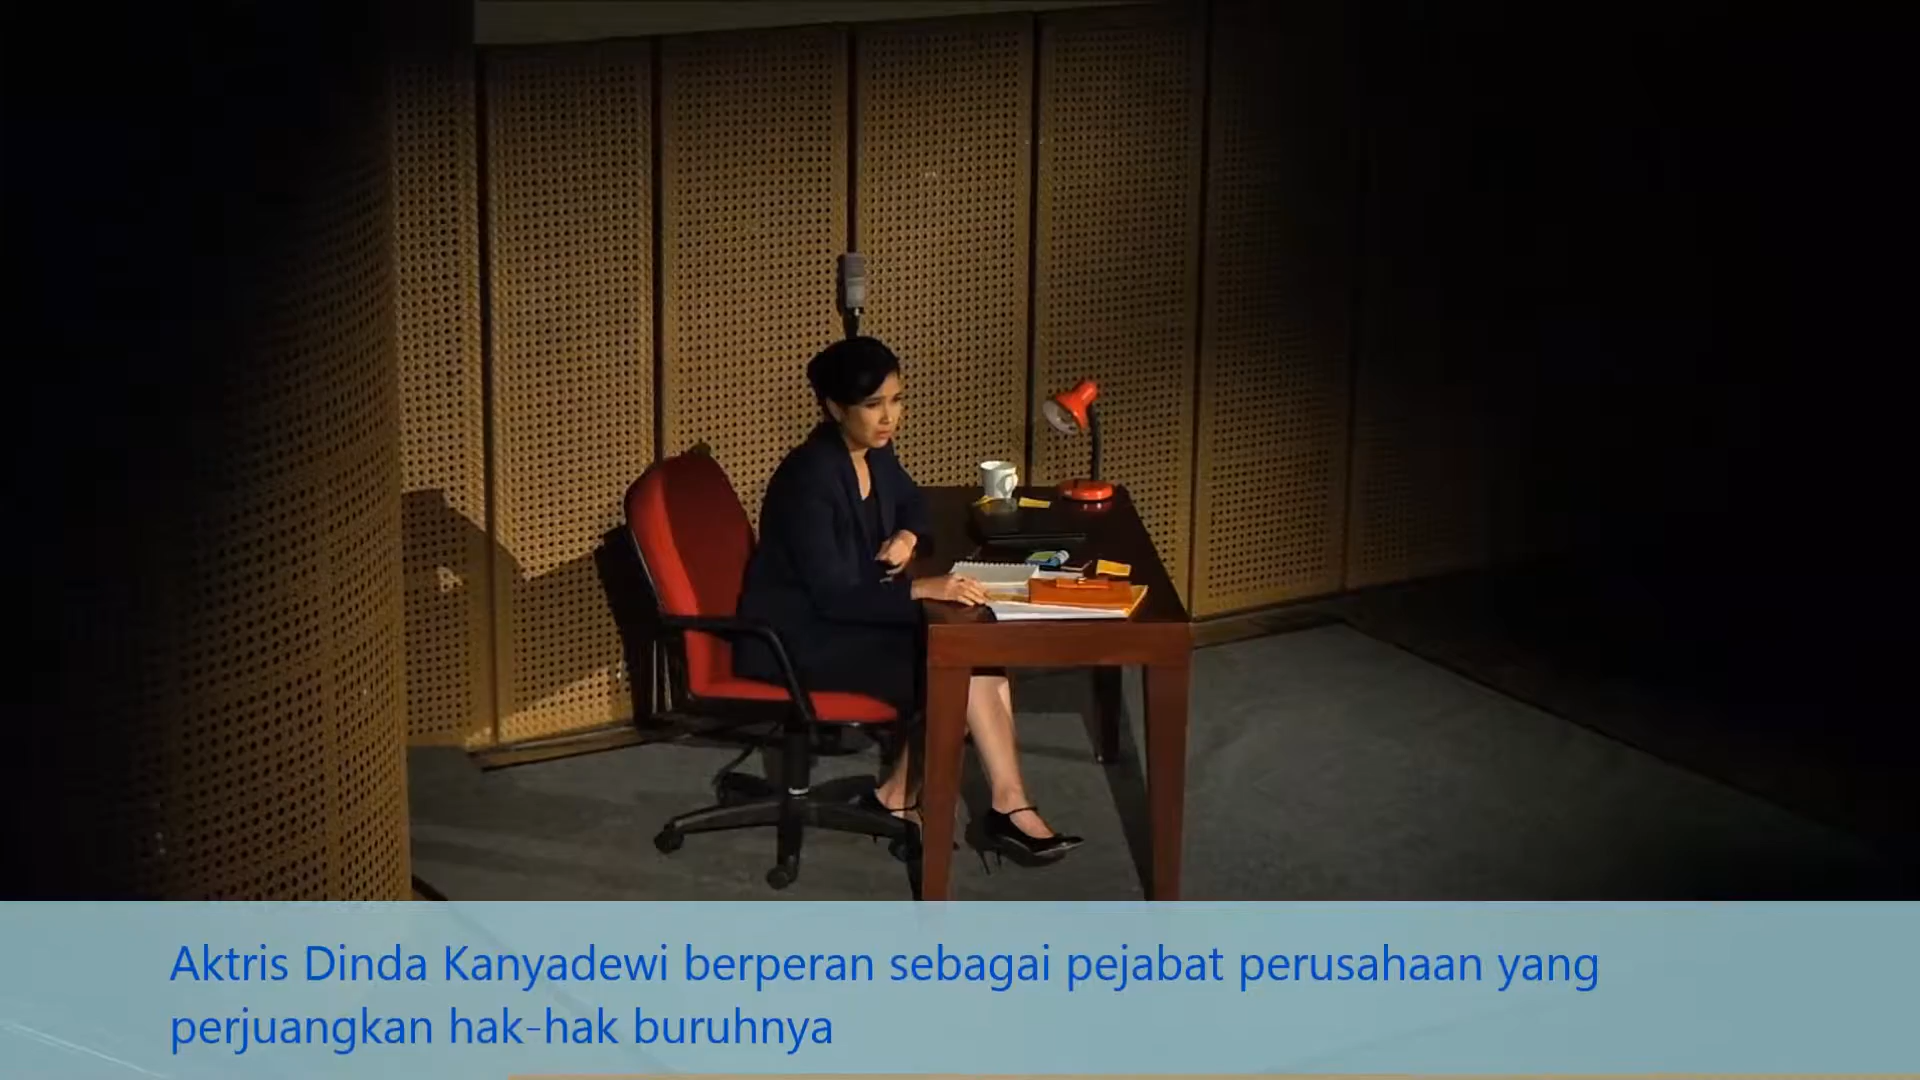 Aktris Dinda Kanyadewi berperan sebagai pejabat perusahaan yang
perjuangkan hak-hak buruhnya